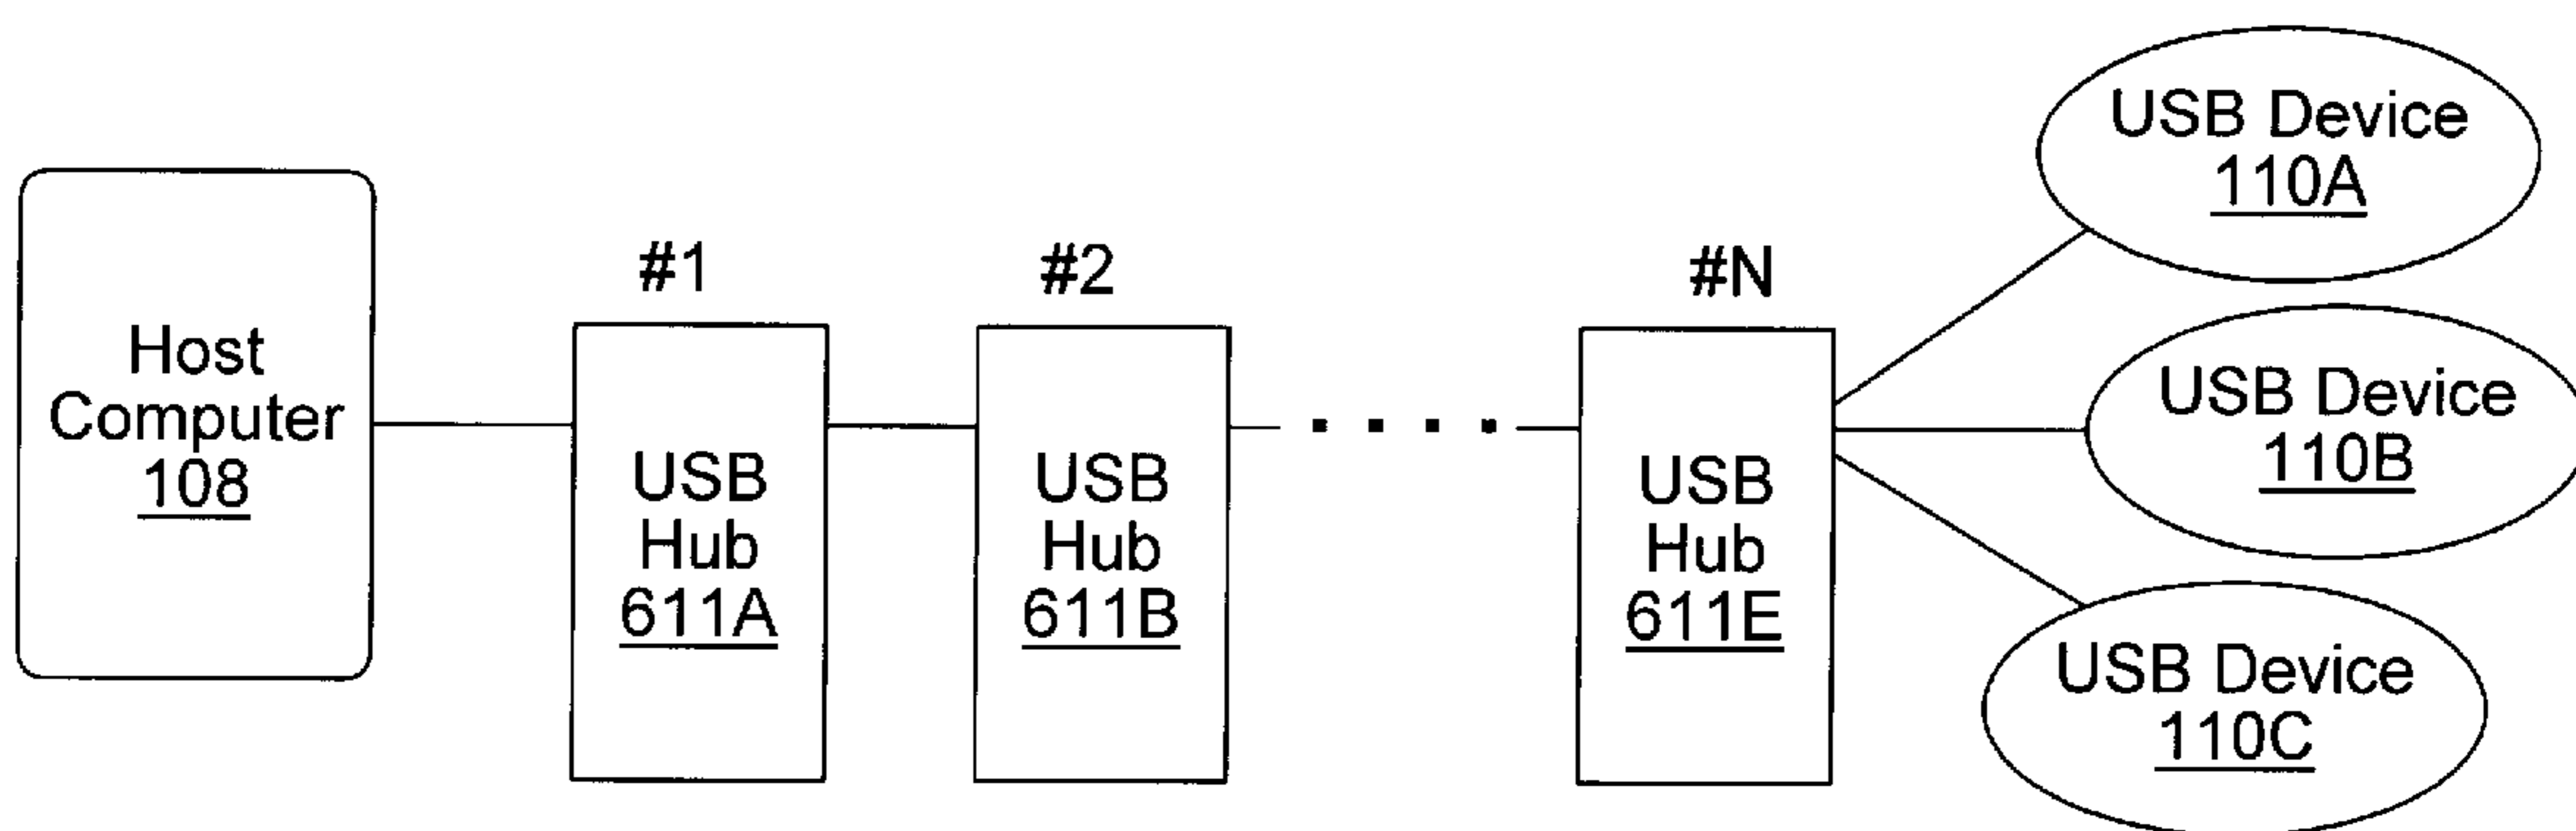 Host
Computer
108
#1
USB
Hub
611A
#2
USB
Hub
611B
#N
USB
Hub
611E
USB Device
110A
USB Device
110B
USB Device
110C